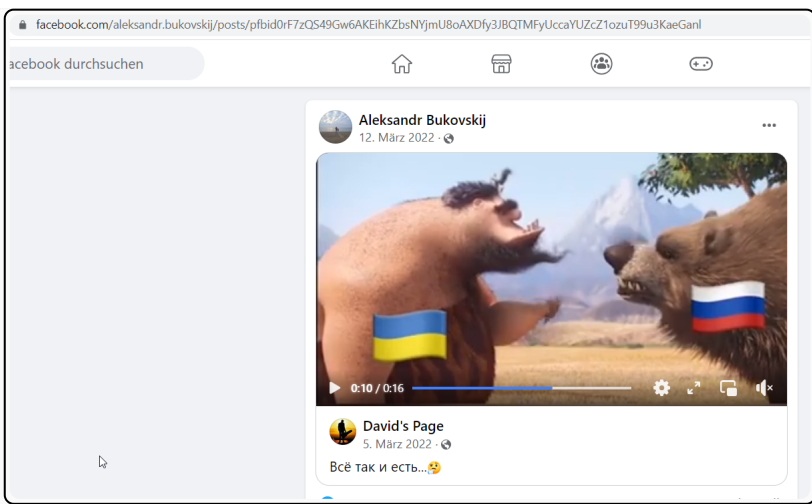 facebook.com/aleksandr.bukovskij/posts/pfbid0rF7zQS49Gw6AKEihKZbsNYjmU8oAXDfy3JBQTMFyUccaYUZcZ1ozuT99u3KaeGanl
acebook durchsuchen
Aleksandr Bukovskij
12. März 2022 ·
0:10 / 0:16
David's Page
5. März 2022 ·
Всё так и есть...🤔